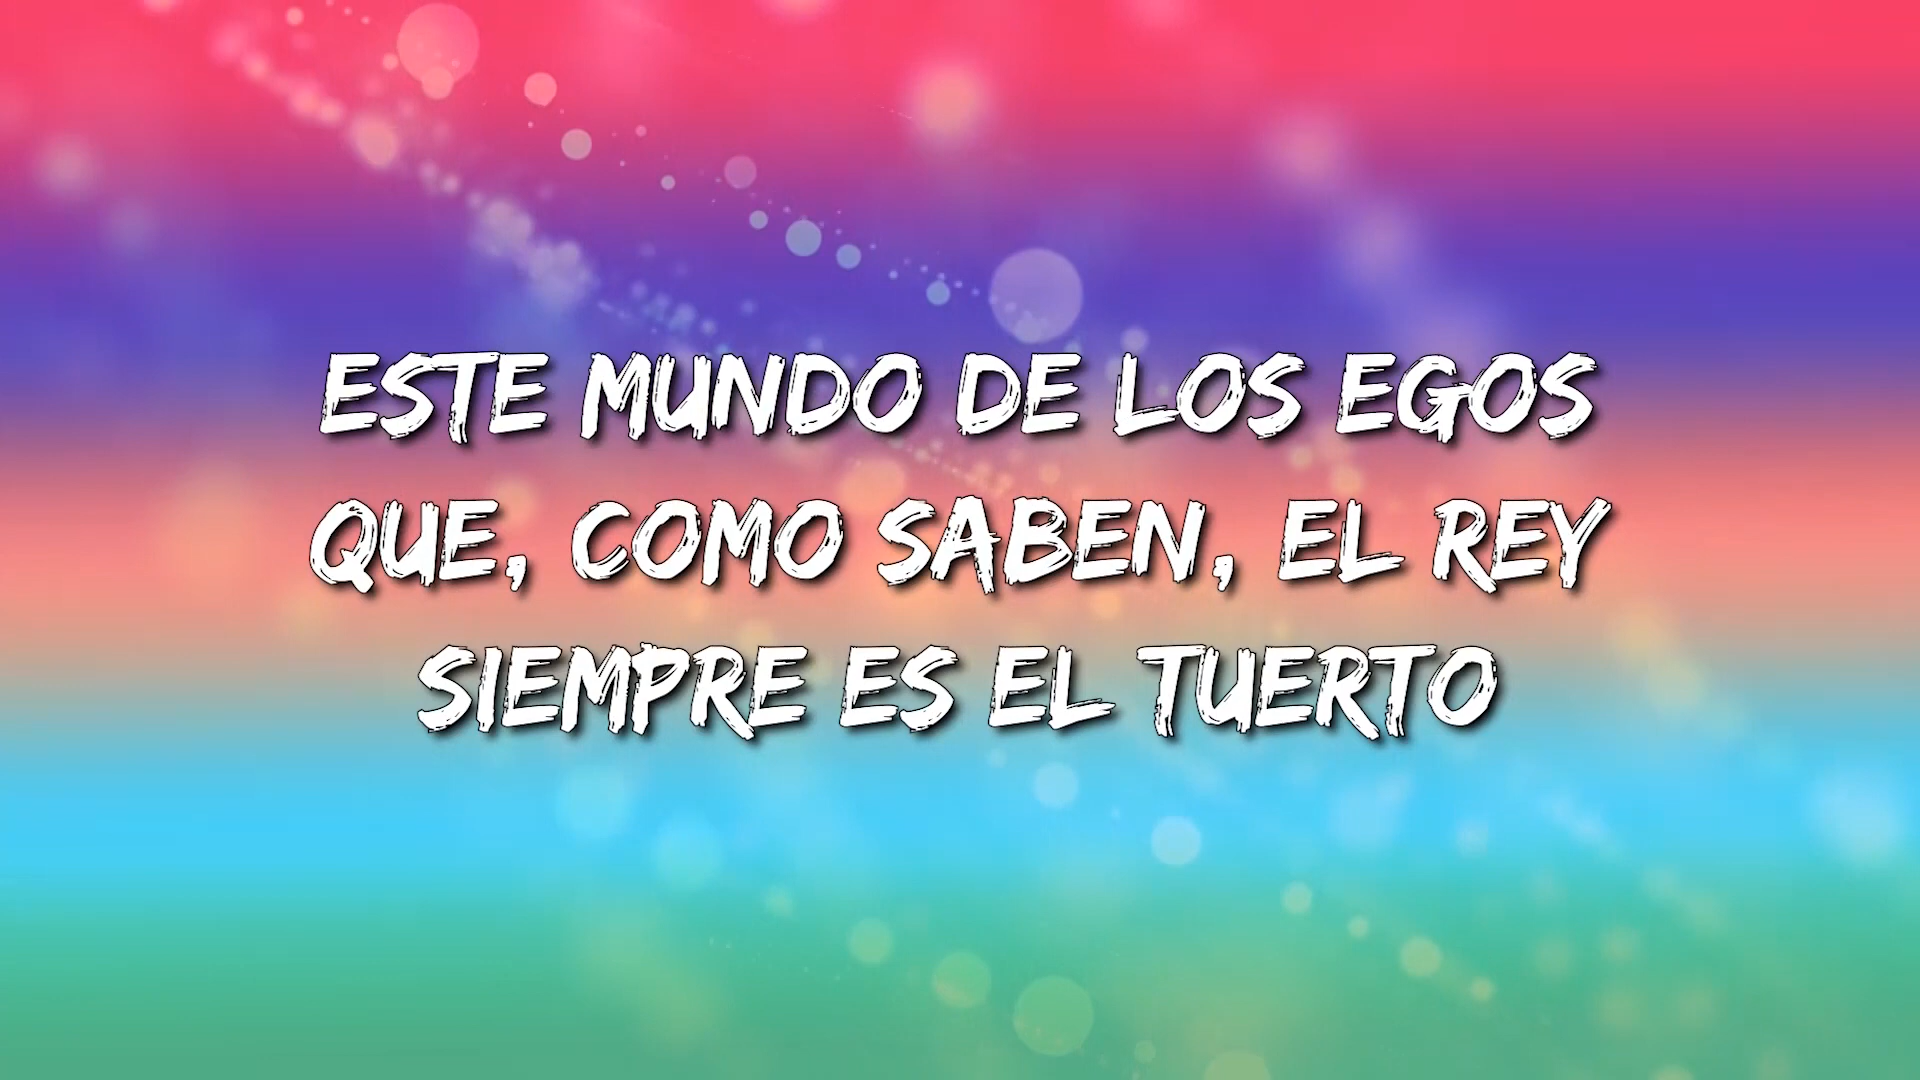 ESTE MUNDO DE LOS EGOS
QUE, COMO SABEN, EL REY
SIEMPRE ES EL TUERTO